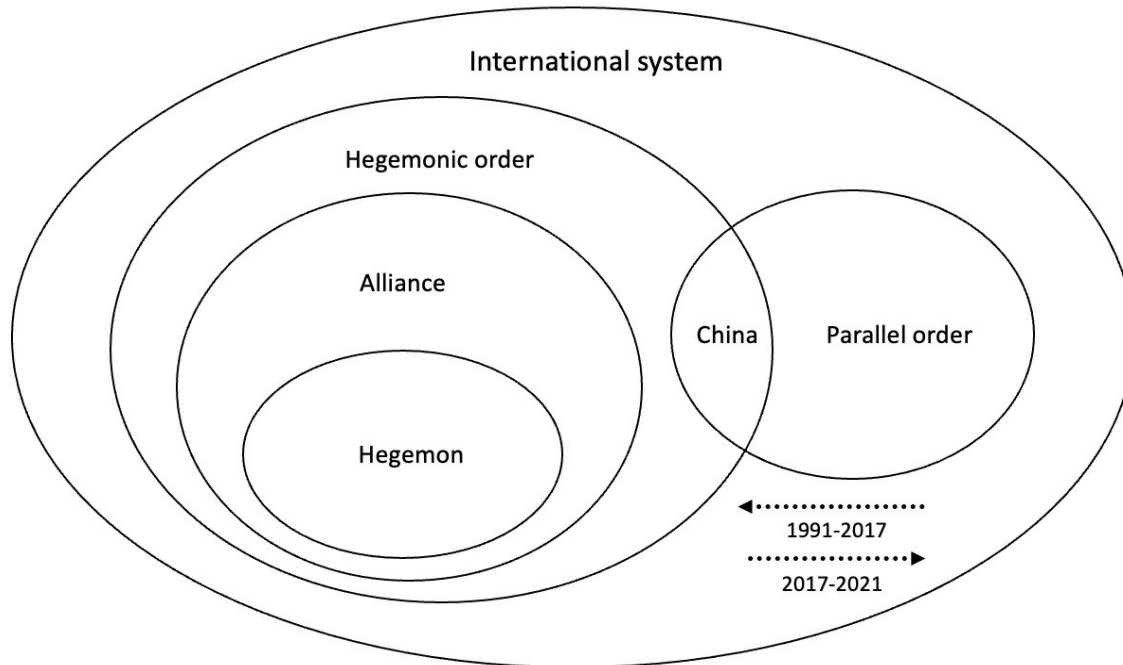 International system
Hegemonic order
Alliance
China
Parallel order
Hegemon
1991-2017
2017-2021